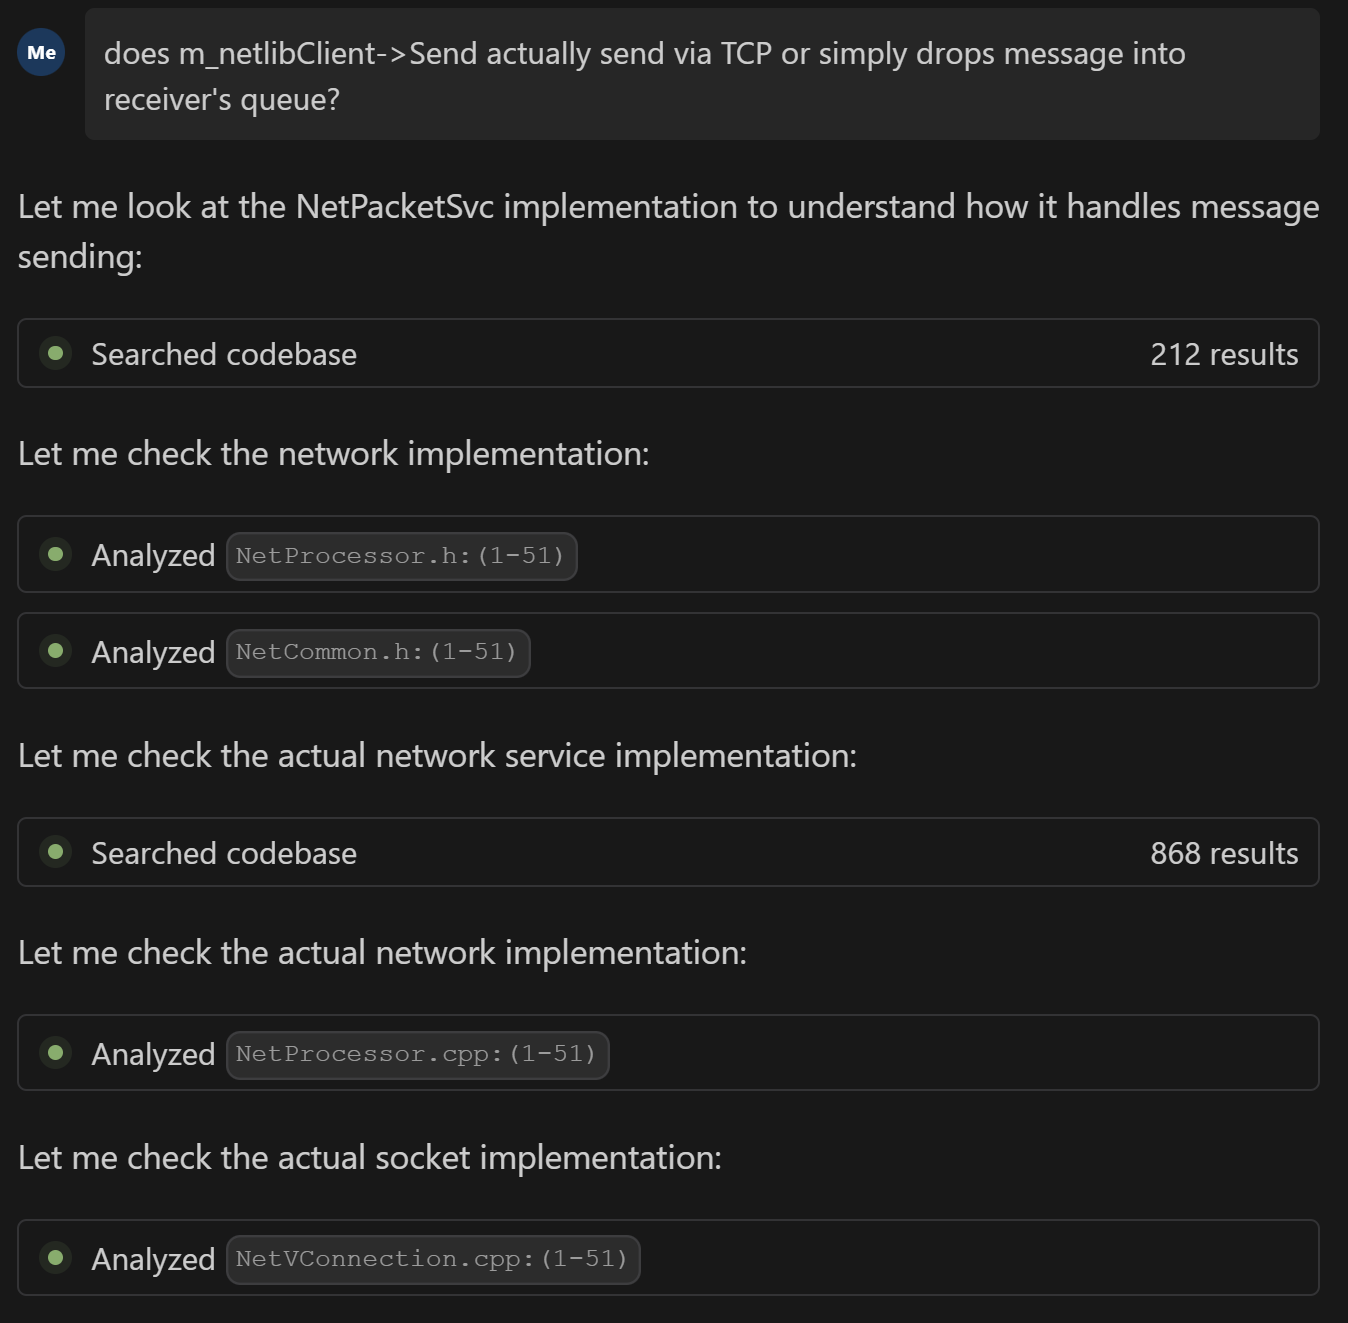 Me
does m_netlibClient->Send actually send via TCP or simply drops message into
receiver's queue?
Let me look at the NetPacketSvc implementation to understand how it handles message
sending:
Searched codebase 212 results
Let me check the network implementation:
Analyzed NetProcessor.h:(1-51)
Analyzed NetCommon.h:(1-51)
Let me check the actual network service implementation:
Searched codebase 868 results
Let me check the actual network implementation:
Analyzed NetProcessor.cpp:(1-51)
Let me check the actual socket implementation:
Analyzed NetVConnection.cpp:(1-51)